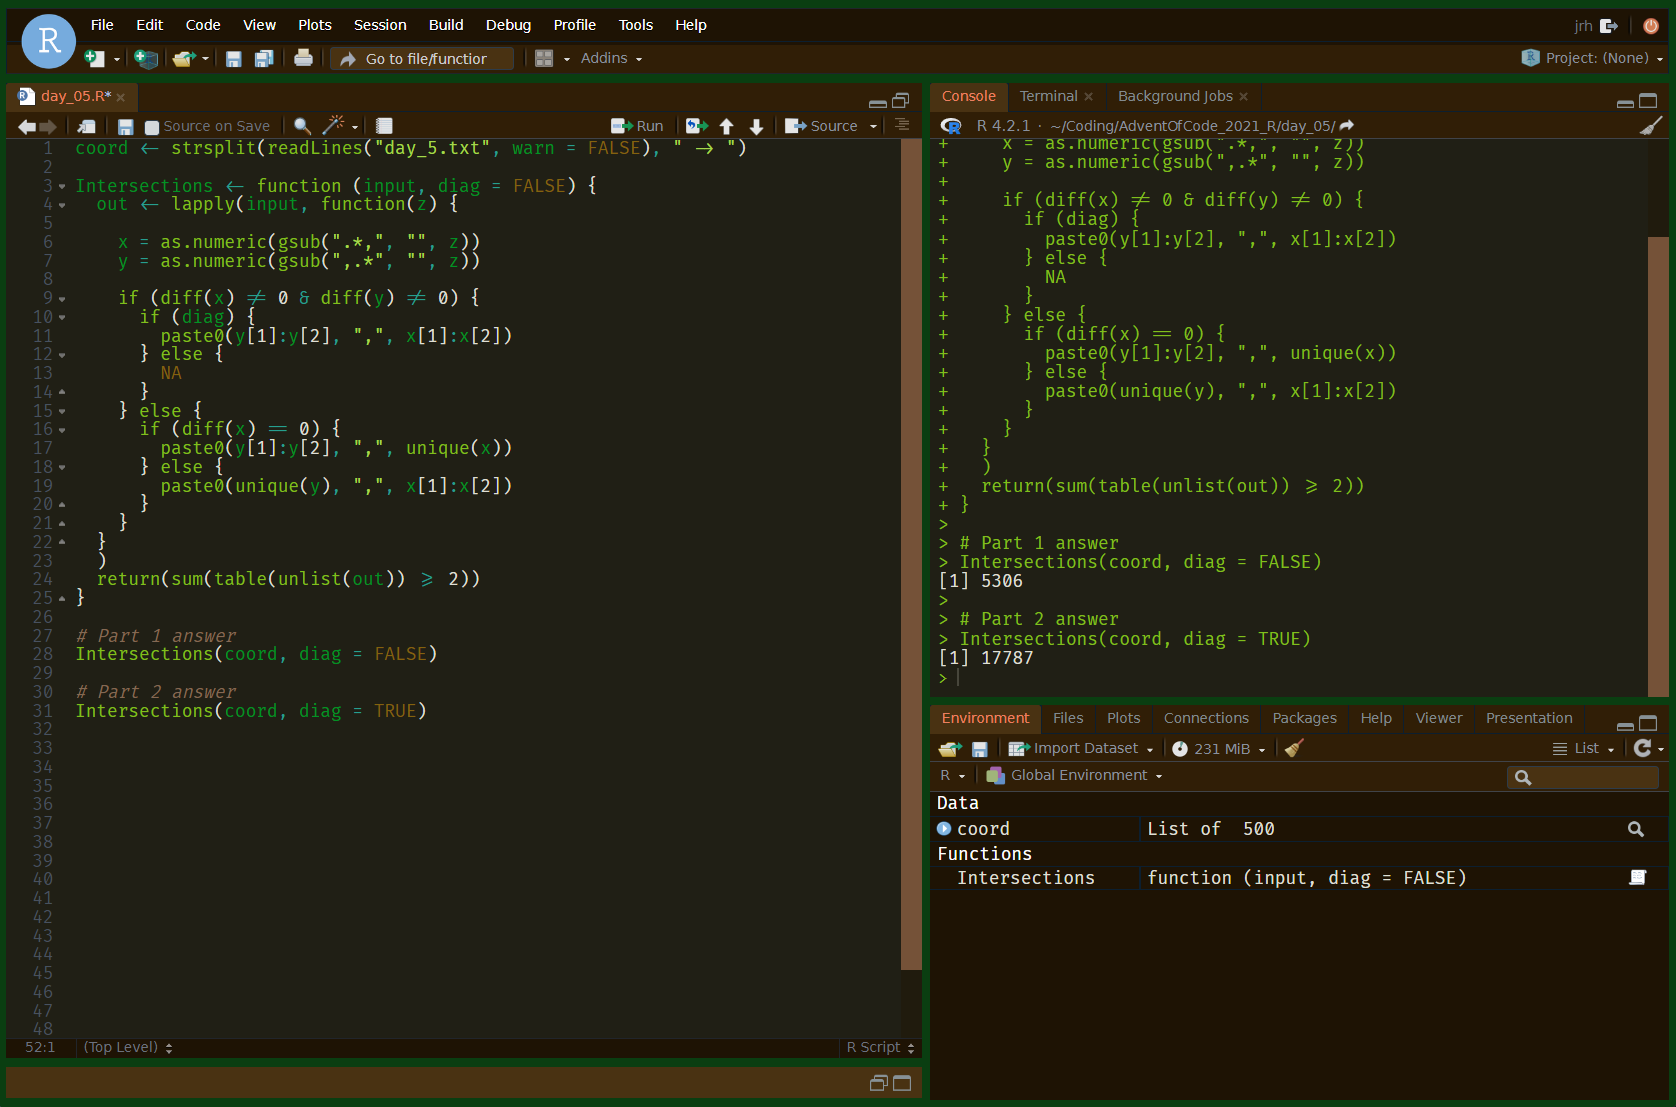 File Edit Code View Plots Session Build Debug Profile Tools Help
jrh
R
Go to file/functior
Addins
Project: (None)
day_05.R*
Source on Save
Run
Source
1 coord <- strsplit(readLines("day_5.txt", warn = FALSE), " -> ")
2
3 Intersections <- function (input, diag = FALSE) {
4 out <- lapply(input, function(z) {
5
6 x = as.numeric(gsub(".*,", "", z))
7 y = as.numeric(gsub(",.*", "", z))
8
9 if (diff(x) != 0 & diff(y) != 0) {
10 if (diag) {
11 paste0(y[1]:y[2], ",", x[1]:x[2])
12 } else {
13 NA
14 }
15 } else {
16 if (diff(x) == 0) {
17 paste0(y[1]:y[2], ",", unique(x))
18 } else {
19 paste0(unique(y), ",", x[1]:x[2])
20 }
21 }
22 }
23 )
24 return(sum(table(unlist(out)) >= 2))
25 }
26
27 # Part 1 answer
28 Intersections(coord, diag = FALSE)
29
30 # Part 2 answer
31 Intersections(coord, diag = TRUE)
32
33
34
35
36
37
38
39
40
41
42
43
44
45
46
47
48
52:1 (Top Level) R Script
Console Terminal Background Jobs
R 4.2.1 · ~/Coding/AdventOfCode_2021_R/day_05/
+ x = as.numeric(gsub(".*,", "", z))
+ y = as.numeric(gsub(",.*", "", z))
+
+ if (diff(x) != 0 & diff(y) != 0) {
+ if (diag) {
+ paste0(y[1]:y[2], ",", x[1]:x[2])
+ } else {
+ NA
+ }
+ } else {
+ if (diff(x) == 0) {
+ paste0(y[1]:y[2], ",", unique(x))
+ } else {
+ paste0(unique(y), ",", x[1]:x[2])
+ }
+ }
+ }
+ )
+ return(sum(table(unlist(out)) >= 2))
+ }
>
> # Part 1 answer
> Intersections(coord, diag = FALSE)
[1] 5306
>
> # Part 2 answer
> Intersections(coord, diag = TRUE)
[1] 17787
>
Environment Files Plots Connections Packages Help Viewer Presentation
Import Dataset 231 MiB List
R Global Environment
Data
coord List of 500
Functions
Intersections function (input, diag = FALSE)